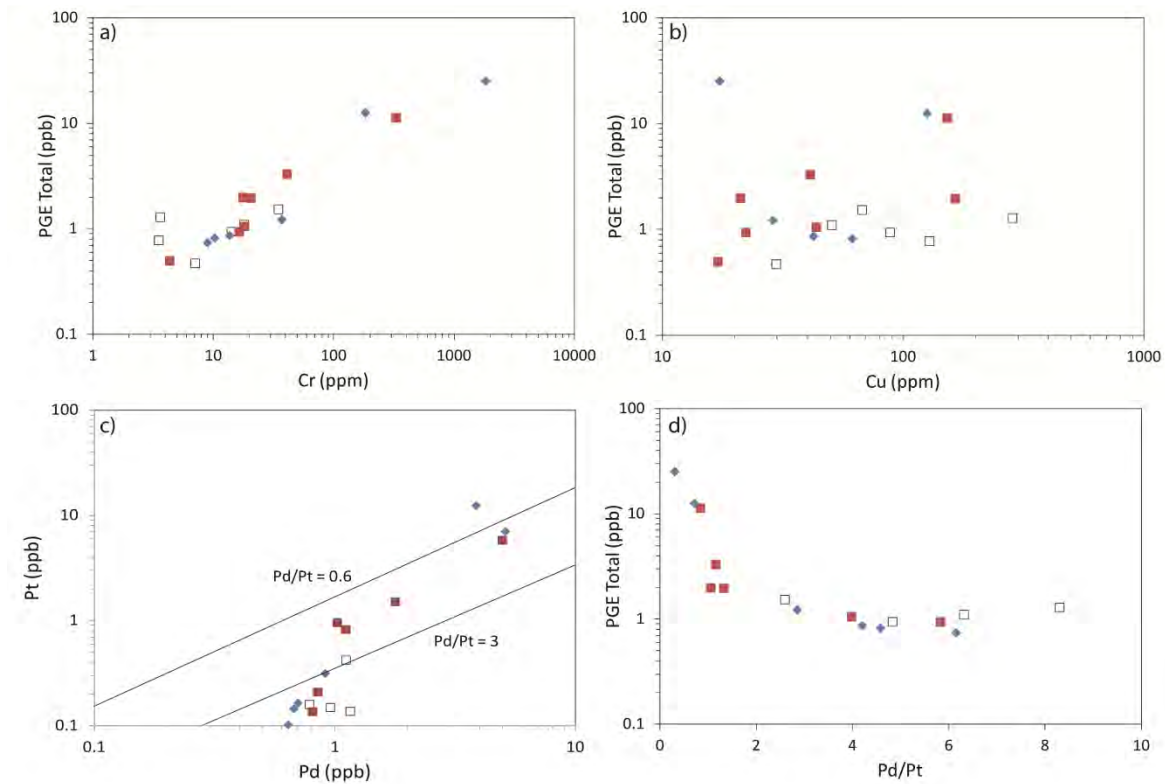 a)
100
10
1
0.1
PGE Total (ppb)
1
10
100
1000
10000
Cr (ppm)
b)
100
10
1
0.1
PGE Total (ppb)
10
100
1000
Cu (ppm)
c)
100
10
1
0.1
Pt (ppb)
Pd/Pt = 0.6
Pd/Pt = 3
0.1
1
10
Pd (ppb)
d)
100
10
1
0.1
PGE Total (ppb)
0
2
4
6
8
10
Pd/Pt